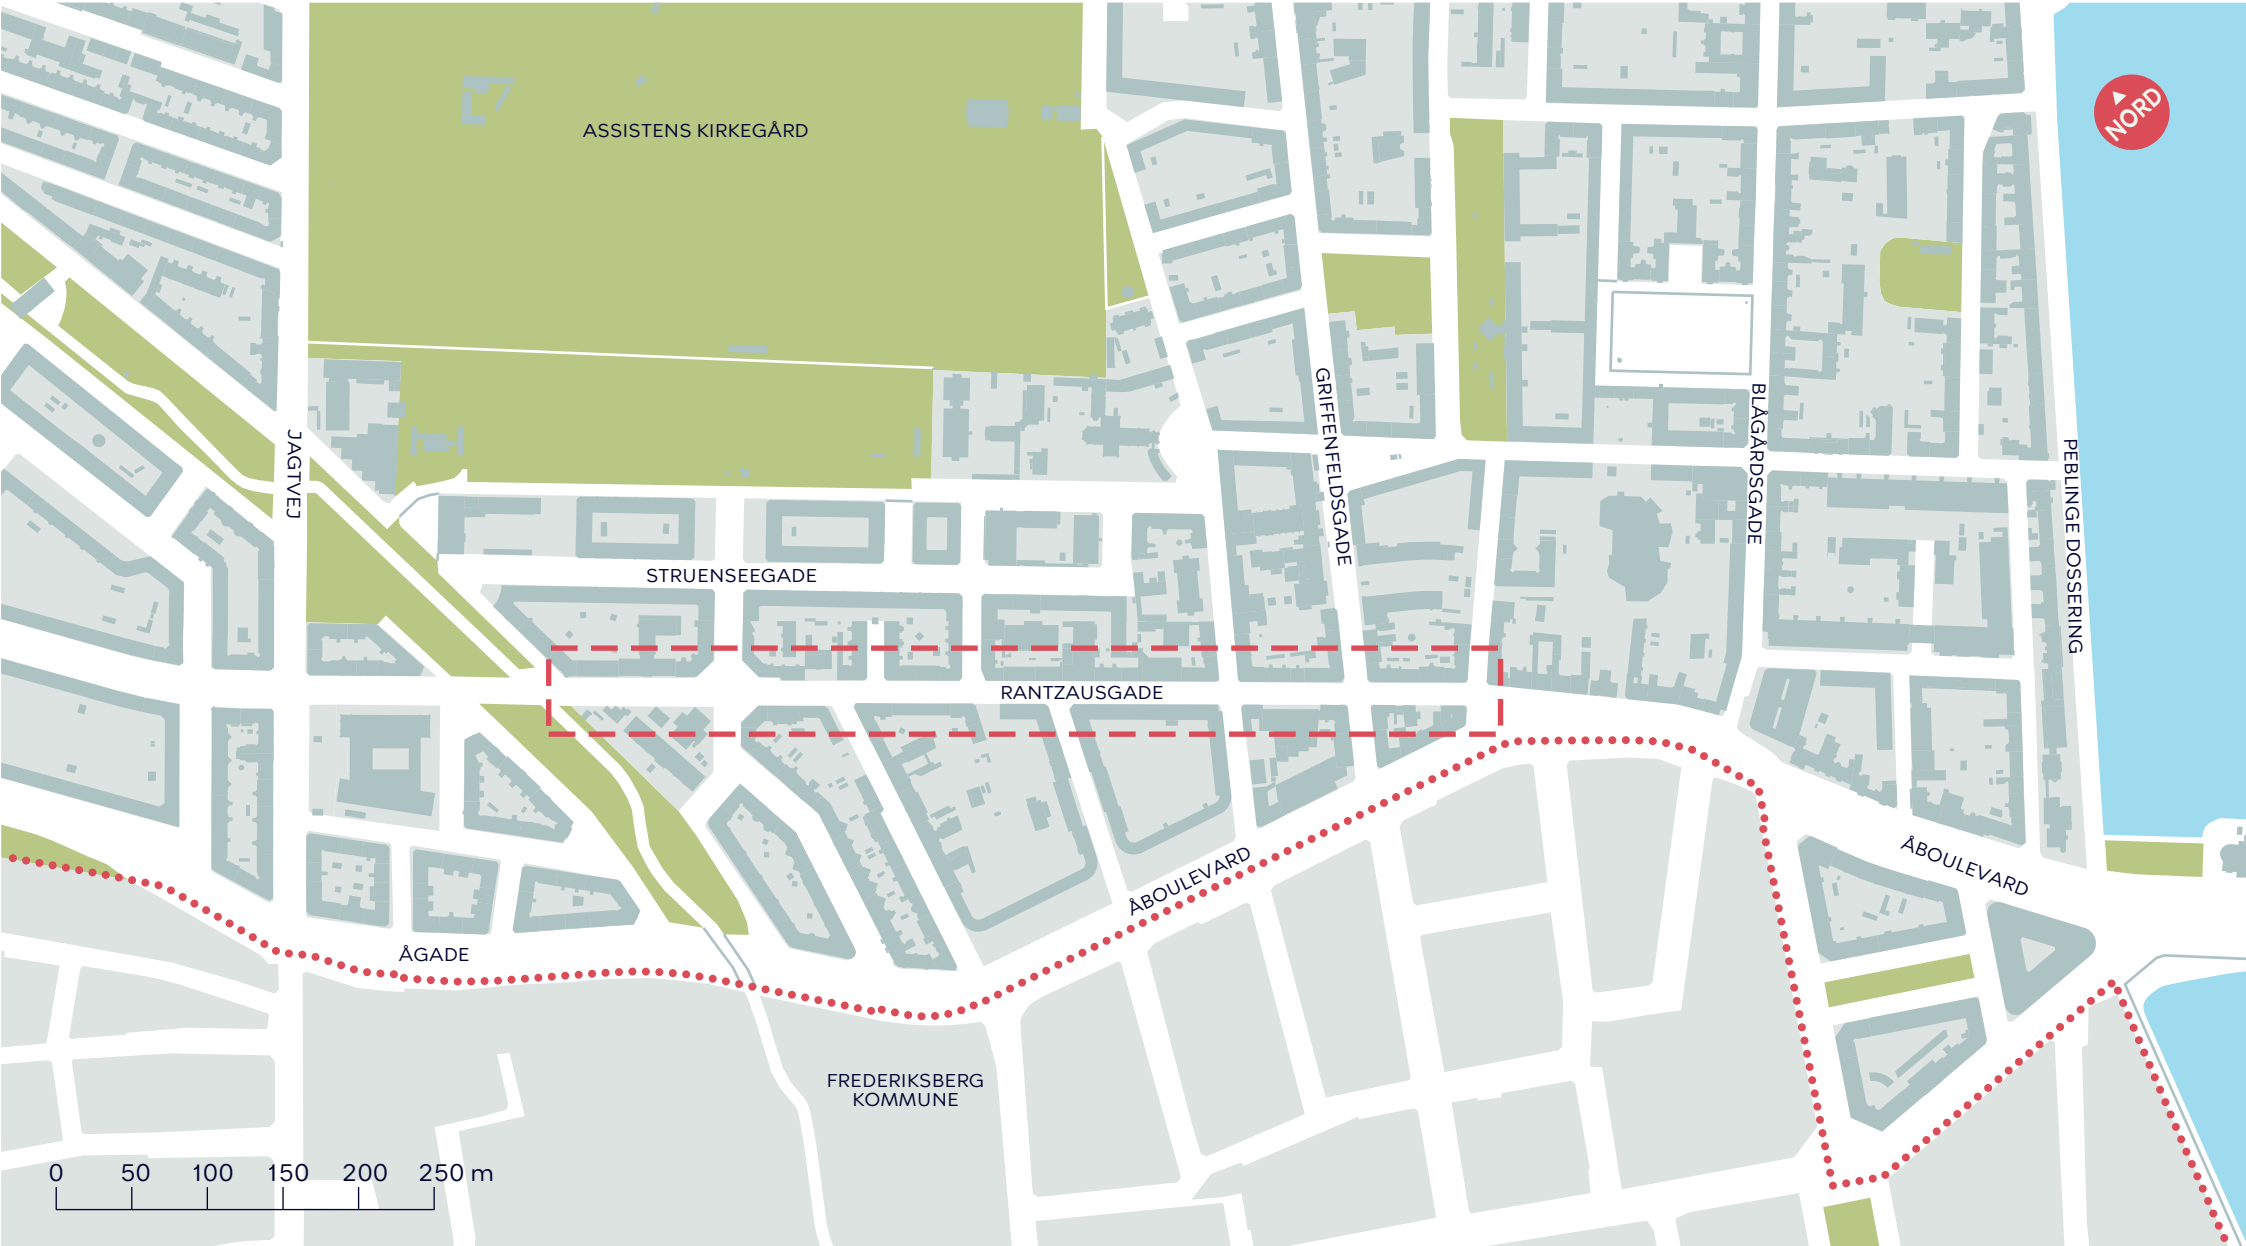 NORD
ASSISTENS KIRKEGÅRD
GRIFFENFELDSGADE
BLÅGÅRDSGADE
JAGTVEJ
PEBLINGE DOSSERING
STRUENSEEGADE
RANTZAUSGADE
ÅBOULEVARD
ÅBOULEVARD
ÅGADE
FREDERIKSBERG
KOMMUNE
0 50 100 150 200 250 m